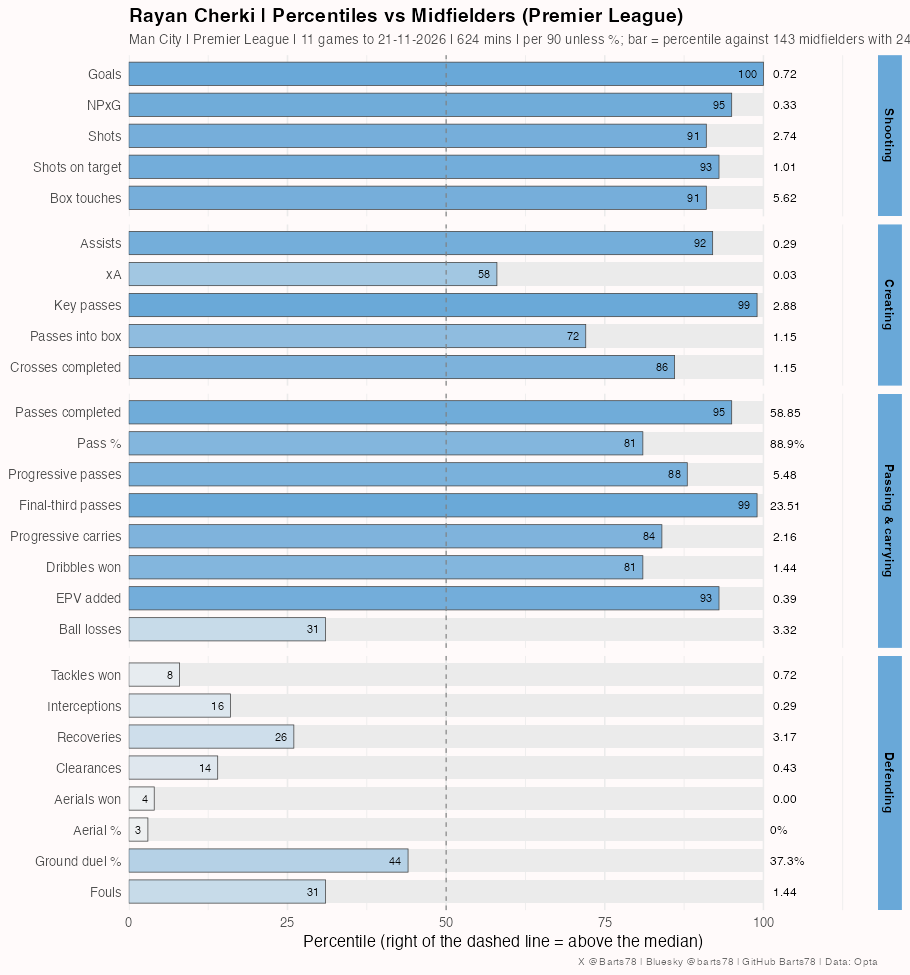 Rayan Cherki | Percentiles vs Midfielders (Premier League)
Man City | Premier League | 11 games to 21-11-2026 | 624 mins | per 90 unless %; bar = percentile against 143 midfielders with 24
Goals 100 0.72
NPxG 95 0.33
Shots 91 2.74
Shots on target 93 1.01
Box touches 91 5.62
Shooting
Assists 92 0.29
xA 58 0.03
Key passes 99 2.88
Passes into box 72 1.15
Crosses completed 86 1.15
Creating
Passes completed 95 58.85
Pass % 81 88.9%
Progressive passes 88 5.48
Final-third passes 99 23.51
Progressive carries 84 2.16
Dribbles won 81 1.44
EPV added 93 0.39
Ball losses 31 3.32
Passing & carrying
Tackles won 8 0.72
Interceptions 16 0.29
Recoveries 26 3.17
Clearances 14 0.43
Aerials won 4 0.00
Aerial % 3 0%
Ground duel % 44 37.3%
Fouls 31 1.44
Defending
0 25 50 75 100
Percentile (right of the dashed line = above the median)
X @Barts78 | Bluesky @barts78 | GitHub Barts78 | Data: Opta